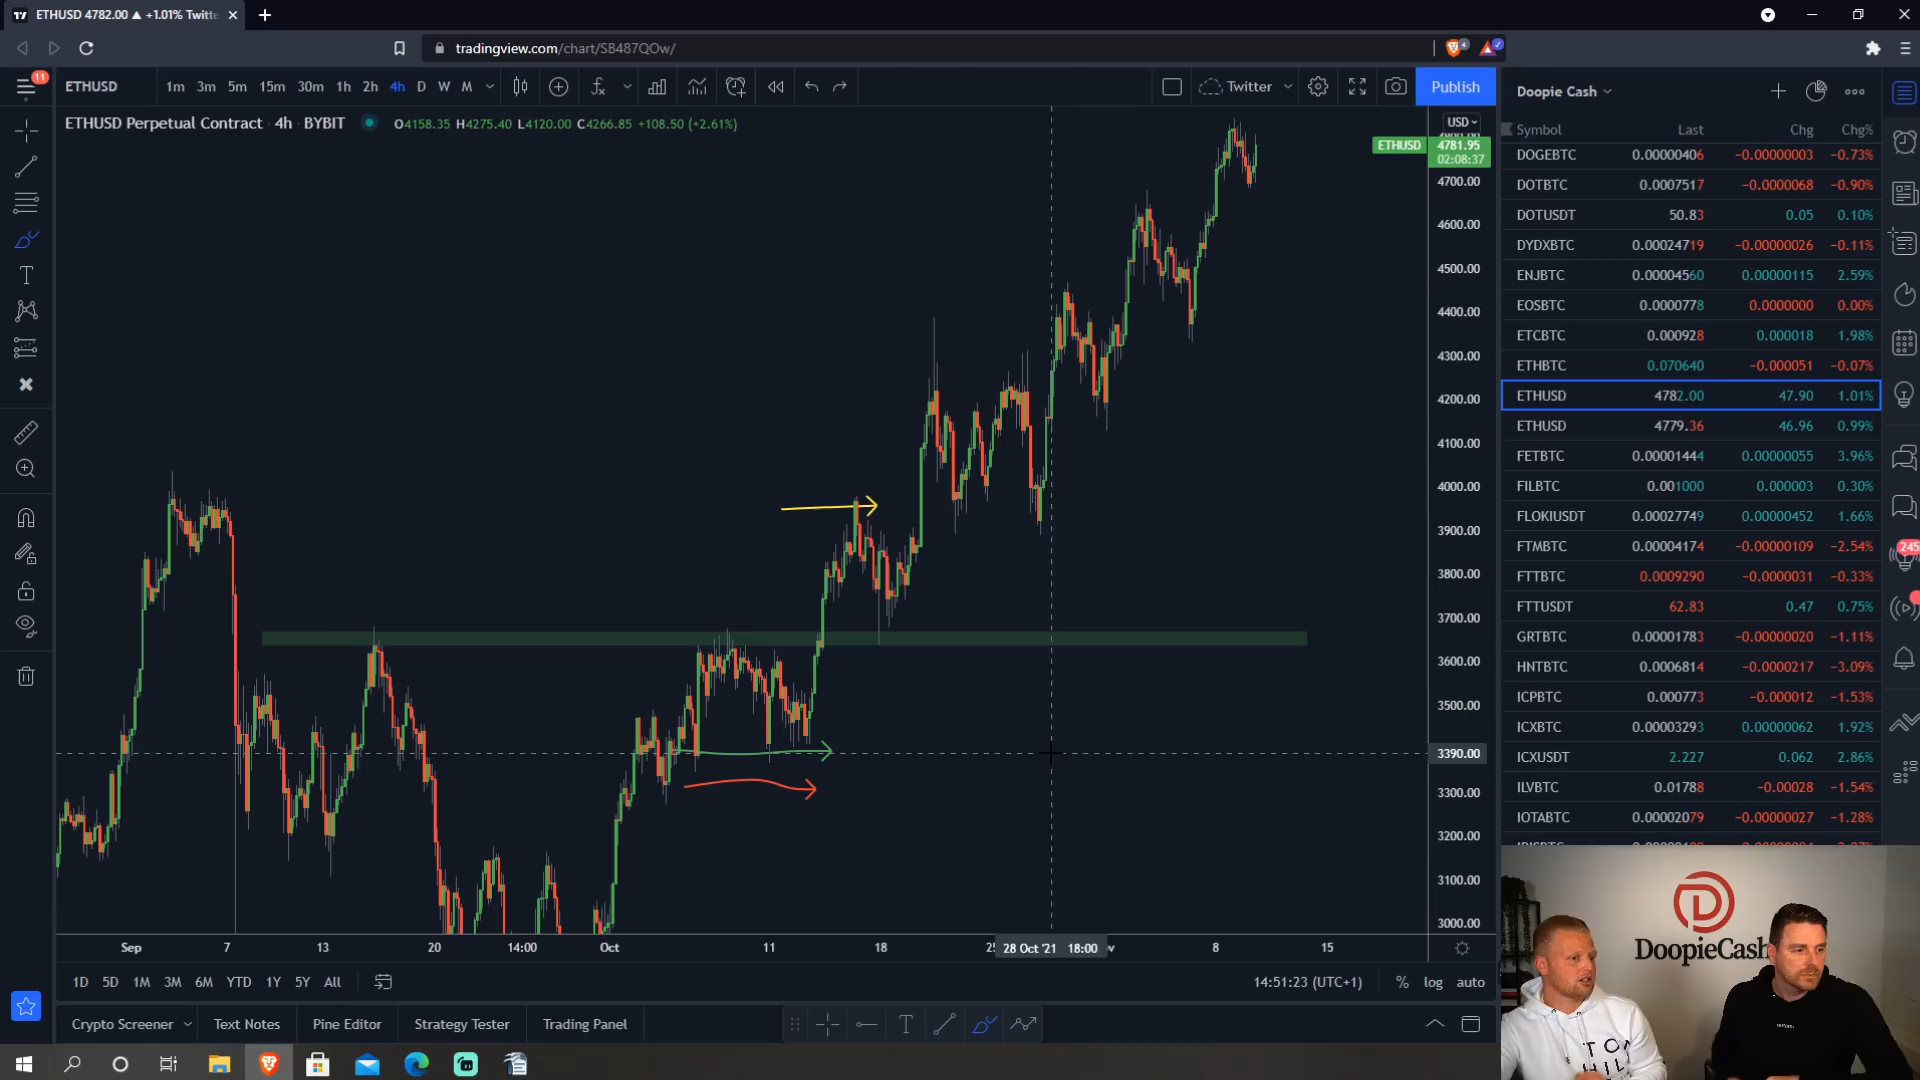 ETHUSD 4782.00 ▲ +1.01% Twitte
tradingview.com/chart/SB487QOw/
4
11
ETHUSD 1m 3m 5m 15m 30m 1h 2h 4h D W M
Twitter
Publish
ETHUSD Perpetual Contract · 4h · BYBIT O4158.35 H4275.40 L4120.00 C4266.85 +108.50 (+2.61%)
USD
ETHUSD 4781.95
02:08:37
4700.00
4600.00
4500.00
4400.00
4300.00
4200.00
4100.00
4000.00
3900.00
3800.00
3700.00
3600.00
3500.00
3390.00
3300.00
3200.00
3100.00
3000.00
Sep 7 13 20 14:00 Oct 11 18 28 Oct '21 18:00 8 15
1D 5D 1M 3M 6M YTD 1Y 5Y All
14:51:23 (UTC+1) % log auto
Crypto Screener Text Notes Pine Editor Strategy Tester Trading Panel
Doopie Cash
Symbol Last Chg Chg%
DOGEBTC 0.00000406 −0.00000003 −0.73%
DOTBTC 0.0007517 −0.0000068 −0.90%
DOTUSDT 50.83 0.05 0.10%
DYDXBTC 0.00024719 −0.00000026 −0.11%
ENJBTC 0.00004560 0.00000115 2.59%
EOSBTC 0.0000778 0.0000000 0.00%
ETCBTC 0.000928 0.000018 1.98%
ETHBTC 0.070640 −0.000051 −0.07%
ETHUSD 4782.00 47.90 1.01%
ETHUSD 4779.36 46.96 0.99%
FETBTC 0.00001444 0.00000055 3.96%
FILBTC 0.001000 0.000003 0.30%
FLOKIUSDT 0.00027749 0.00000452 1.66%
FTMBTC 0.00004174 −0.00000109 −2.54%
FTTBTC 0.0009290 −0.0000031 −0.33%
FTTUSDT 62.83 0.47 0.75%
GRTBTC 0.00001783 −0.00000020 −1.11%
HNTBTC 0.0006814 −0.0000217 −3.09%
ICPBTC 0.000773 −0.000012 −1.53%
ICXBTC 0.00003293 0.00000062 1.92%
ICXUSDT 2.227 0.062 2.86%
ILVBTC 0.01788 −0.00028 −1.54%
IOTABTC 0.00002079 −0.00000027 −1.28%
245
DoopieCash